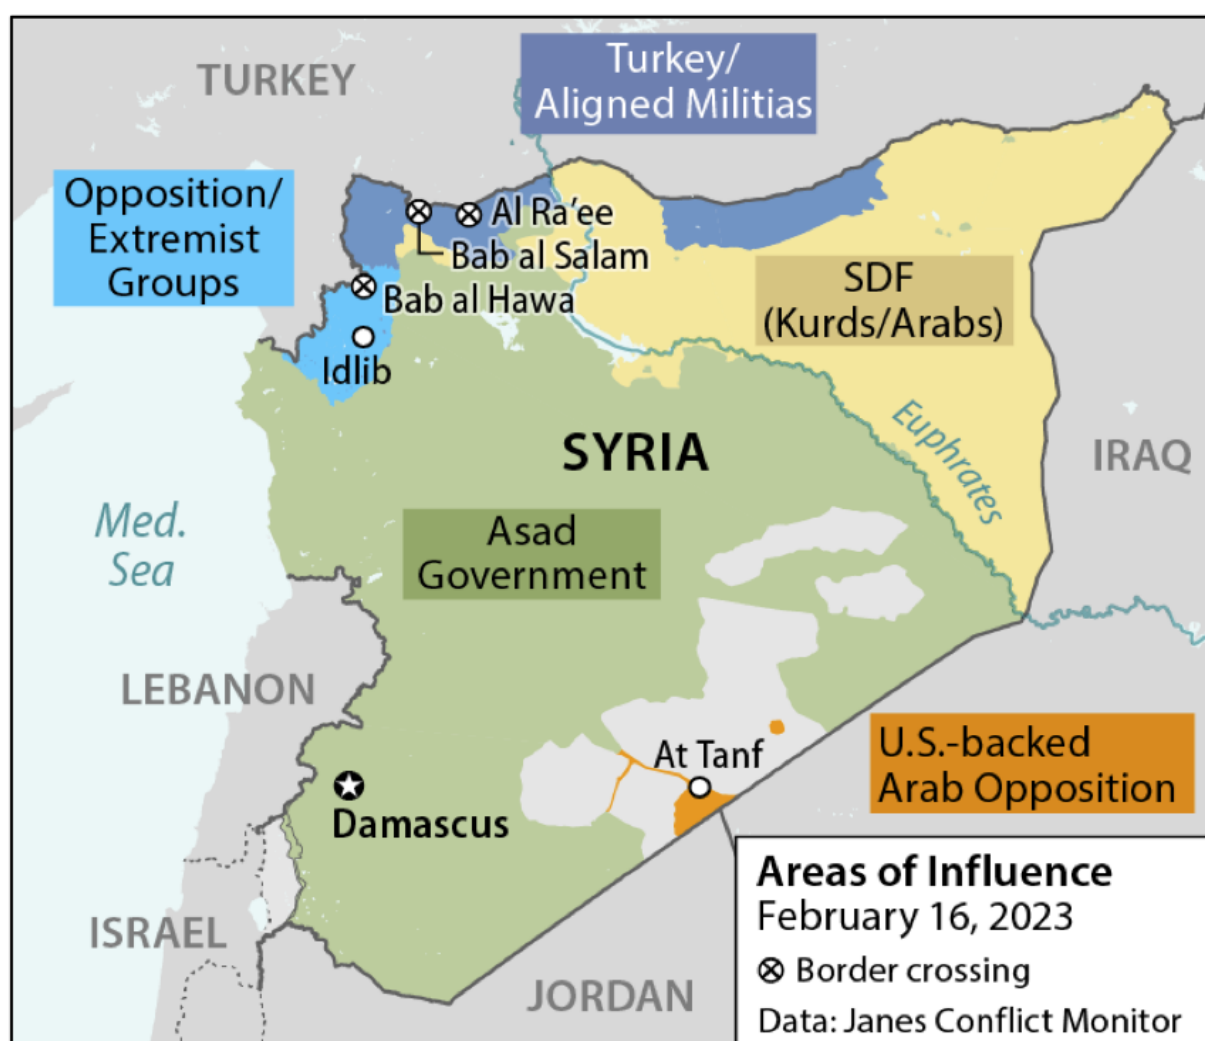 TURKEY
Turkey/
Aligned Militias
Opposition/
Extremist
Groups
Al Ra’ee
Bab al Salam
Bab al Hawa
Idlib
SDF
(Kurds/Arabs)
SYRIA
Euphrates
IRAQ
Med.
Sea
Asad
Government
LEBANON
At Tanf
U.S.-backed
Arab Opposition
Damascus
ISRAEL
JORDAN
Areas of Influence
February 16, 2023
Border crossing
Data: Janes Conflict Monitor